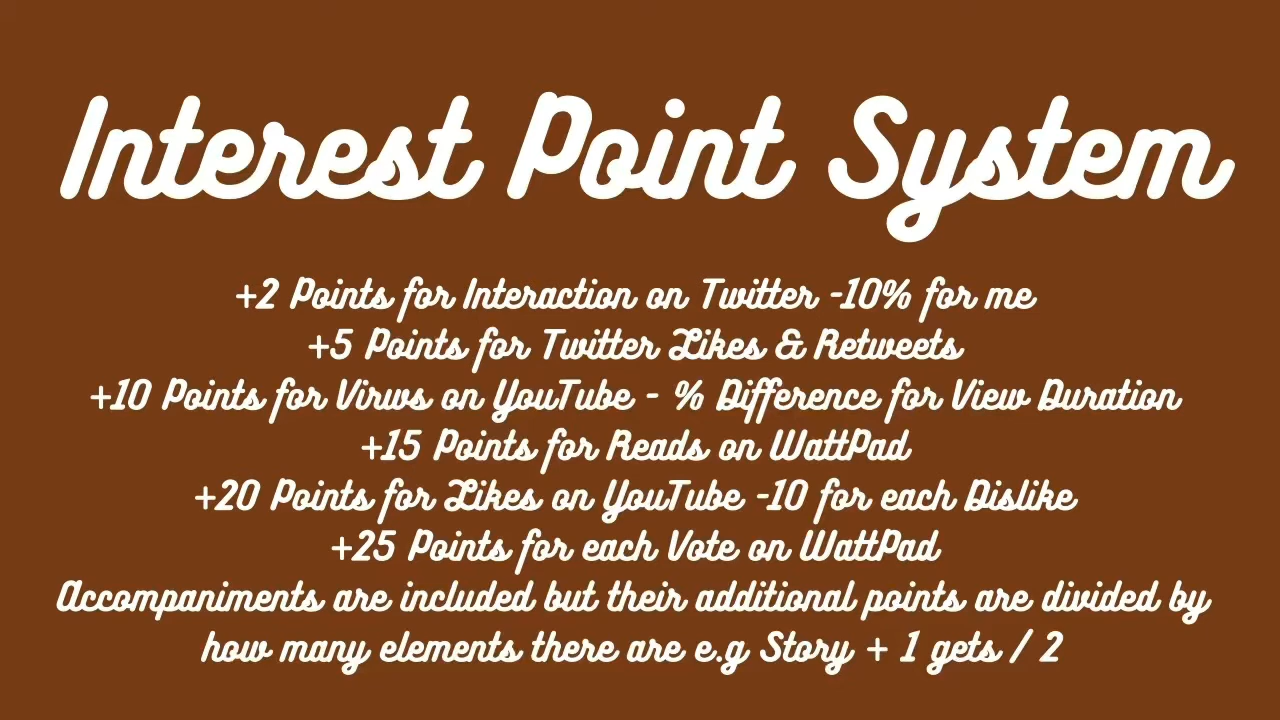 Interest Point System
+2 Points for Interaction on Twitter -10% for me
+5 Points for Twitter Likes & Retweets
+10 Points for Virws on YouTube - % Difference for View Duration
+15 Points for Reads on WattPad
+20 Points for Likes on YouTube -10 for each Dislike
+25 Points for each Vote on WattPad
Accompaniments are included but their additional points are divided by
how many elements there are e.g Story + 1 gets / 2